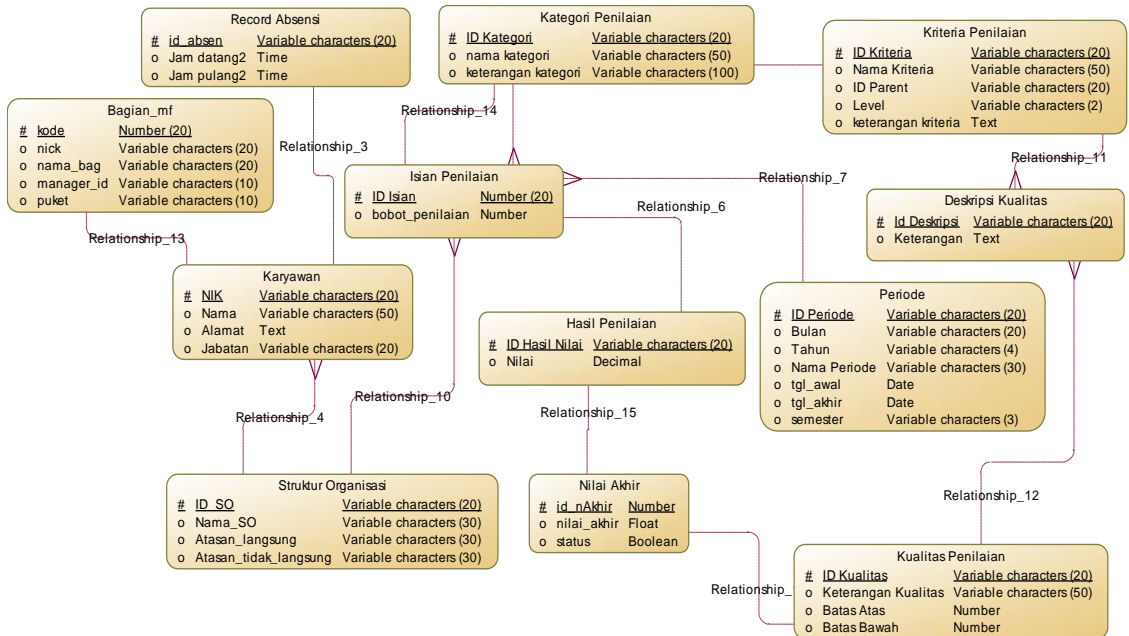 Record Absensi
# id_absen Variable characters (20)
o Jam datang2 Time
o Jam pulang2 Time
Kategori Penilaian
# ID Kategori Variable characters (20)
o nama kategori Variable characters (50)
o keterangan kategori Variable characters (100)
Kriteria Penilaian
# ID Kriteria Variable characters (20)
o Nama Kriteria Variable characters (50)
o ID Parent Variable characters (20)
o Level Variable characters (2)
o keterangan kriteria Text
Bagian_mf
# kode Number (20)
o nick Variable characters (20)
o nama_bag Variable characters (20)
o manager_id Variable characters (10)
o puket Variable characters (10)
Relationship_14
Relationship_3
Relationship_11
Isian Penilaian
# ID Isian Number (20)
o bobot_penilaian Number
Relationship_7
Relationship_6
Deskripsi Kualitas
# Id Deskripsi Variable characters (20)
o Keterangan Text
Relationship_13
Karyawan
# NIK Variable characters (20)
o Nama Variable characters (50)
o Alamat Text
o Jabatan Variable characters (20)
Periode
# ID Periode Variable characters (20)
o Bulan Variable characters (20)
o Tahun Variable characters (4)
o Nama Periode Variable characters (30)
o tgl_awal Date
o tgl_akhir Date
o semester Variable characters (3)
Hasil Penilaian
# ID Hasil Nilai Variable characters (20)
o Nilai Decimal
Relationship_10
Relationship_4
Relationship_15
Struktur Organisasi
# ID_SO Variable characters (20)
o Nama_SO Variable characters (30)
o Atasan_langsung Variable characters (30)
o Atasan_tidak_langsung Variable characters (30)
Nilai Akhir
# id_nAkhir Number
o nilai_akhir Float
o status Boolean
Relationship_12
Relationship_
Kualitas Penilaian
# ID Kualitas Variable characters (20)
o Keterangan Kualitas Variable characters (50)
o Batas Atas Number
o Batas Bawah Number